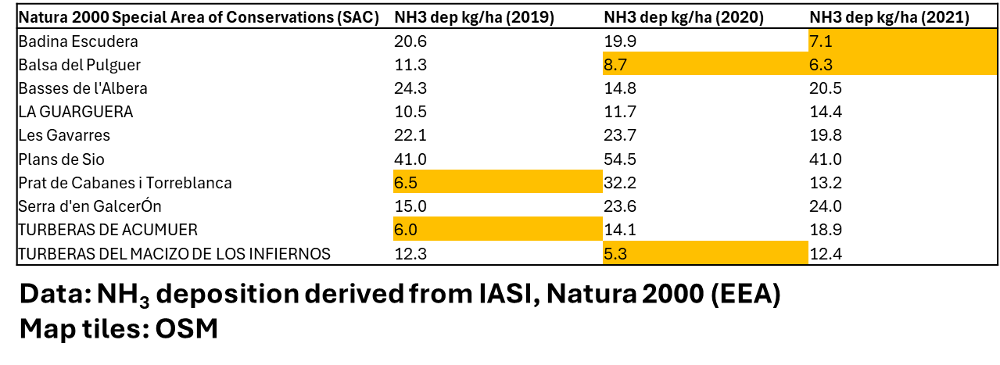 Natura 2000 Special Area of Conservations (SAC) NH3 dep kg/ha (2019) NH3 dep kg/ha (2020) NH3 dep kg/ha (2021)
Badina Escudera 20.6 19.9 7.1
Balsa del Pulguer 11.3 8.7 6.3
Basses de l'Albera 24.3 14.8 20.5
LA GUARGUERA 10.5 11.7 14.4
Les Gavarres 22.1 23.7 19.8
Plans de Sio 41.0 54.5 41.0
Prat de Cabanes i Torreblanca 6.5 32.2 13.2
Serra d'en GalcerÓn 15.0 23.6 24.0
TURBERAS DE ACUMUER 6.0 14.1 18.9
TURBERAS DEL MACIZO DE LOS INFIERNOS 12.3 5.3 12.4
Data: NH₃ deposition derived from IASI, Natura 2000 (EEA)
Map tiles: OSM